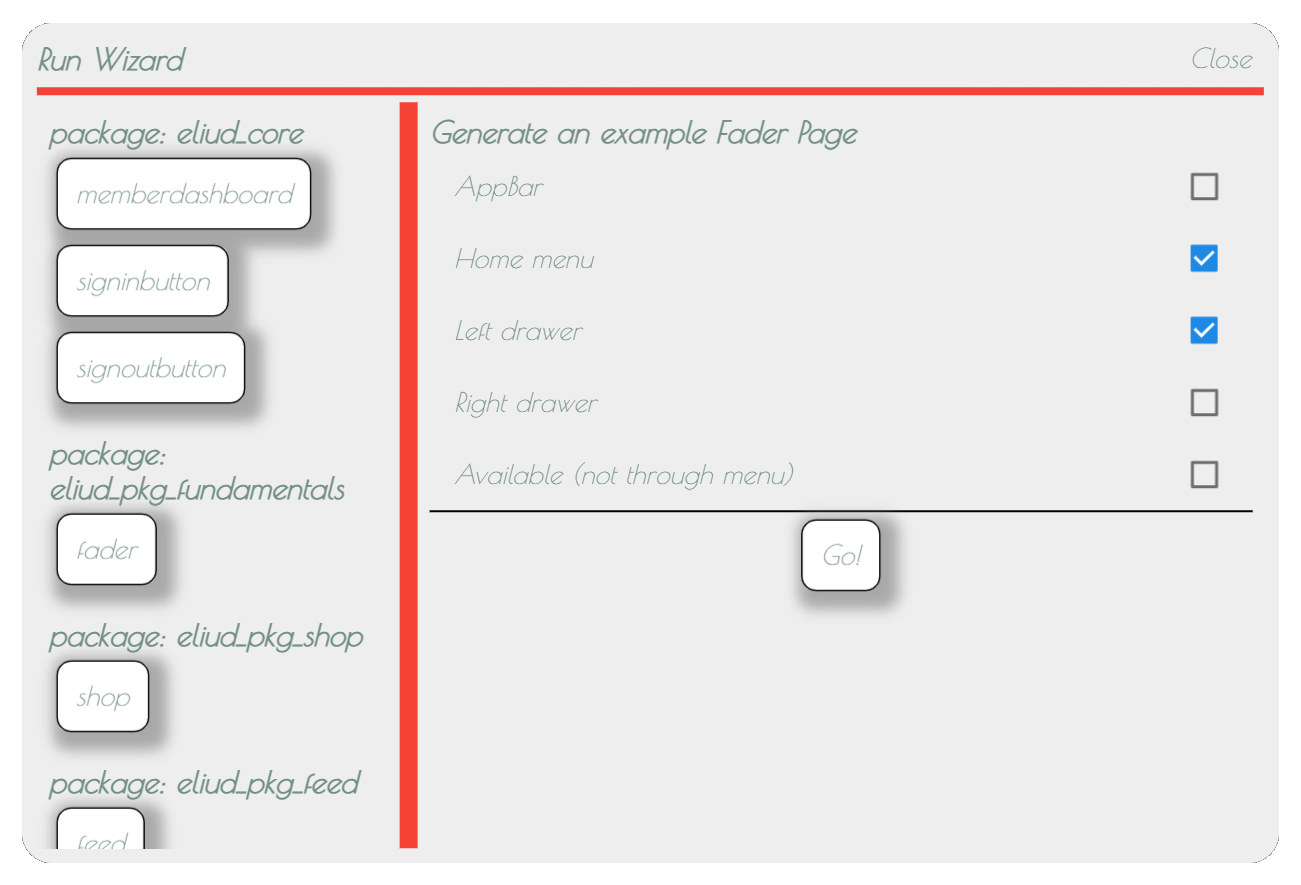 Run Wizard
Close
package: eliud_core
memberdashboard
signinbutton
signoutbutton
package:
eliud_pkg_fundamentals
fader
package: eliud_pkg_shop
shop
package: eliud_pkg_feed
feed
Generate an example Fader Page
AppBar
Home menu
Left drawer
Right drawer
Available (not through menu)
Go!